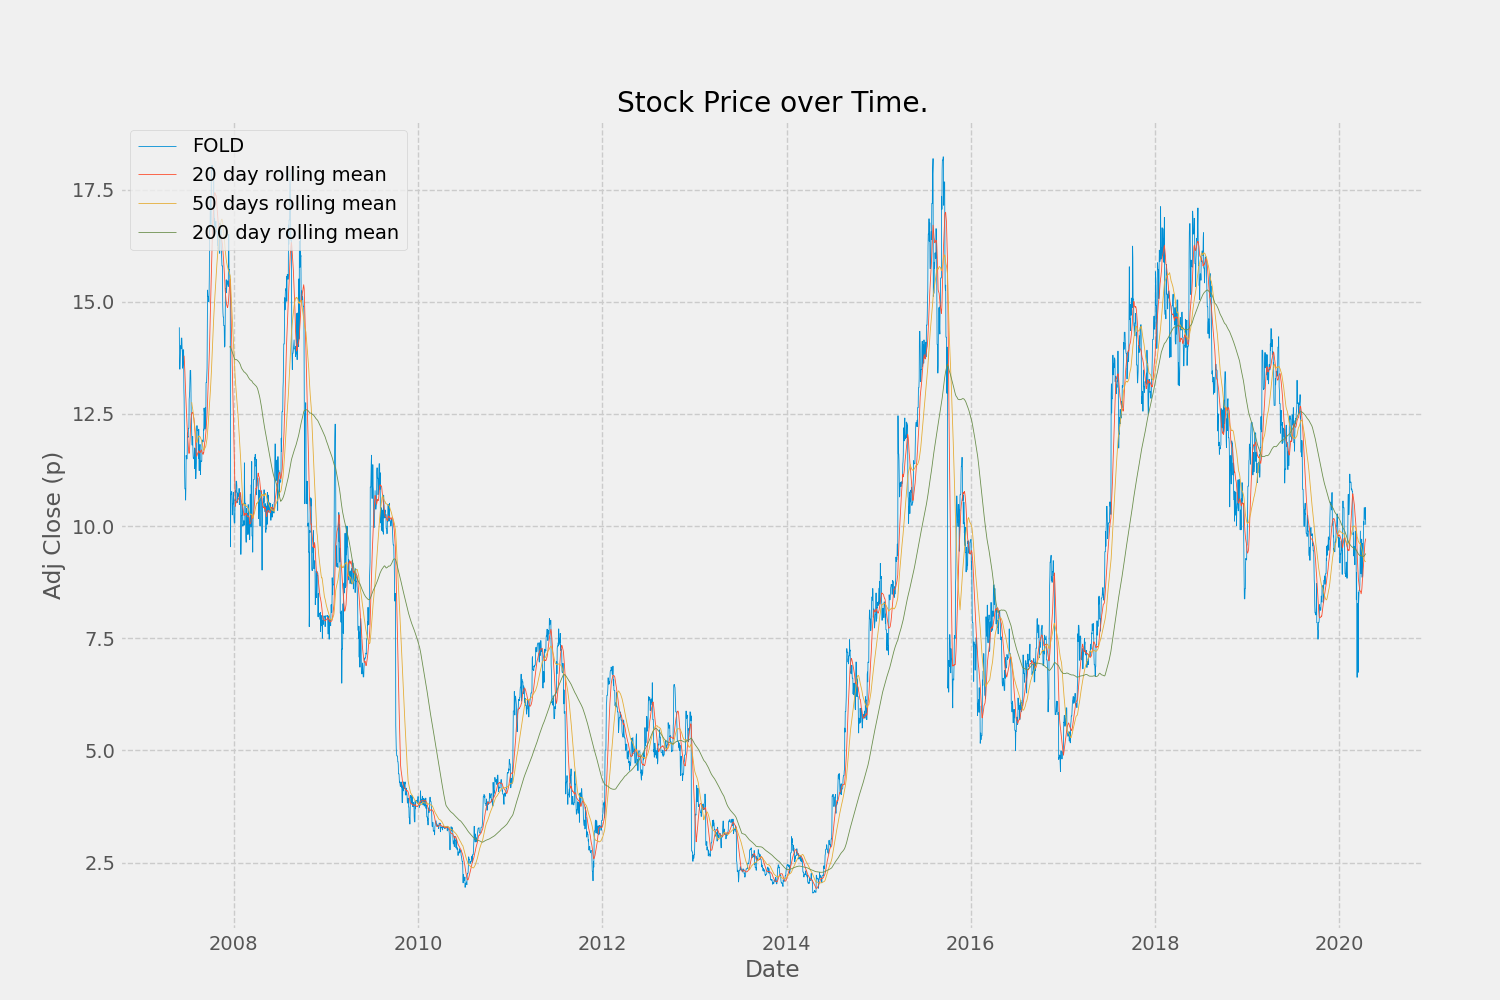 Stock Price over Time.
FOLD
20 day rolling mean
50 days rolling mean
200 day rolling mean
Adj Close (p)
17.5
15.0
12.5
10.0
7.5
5.0
2.5
2008 2010 2012 2014 2016 2018 2020
Date